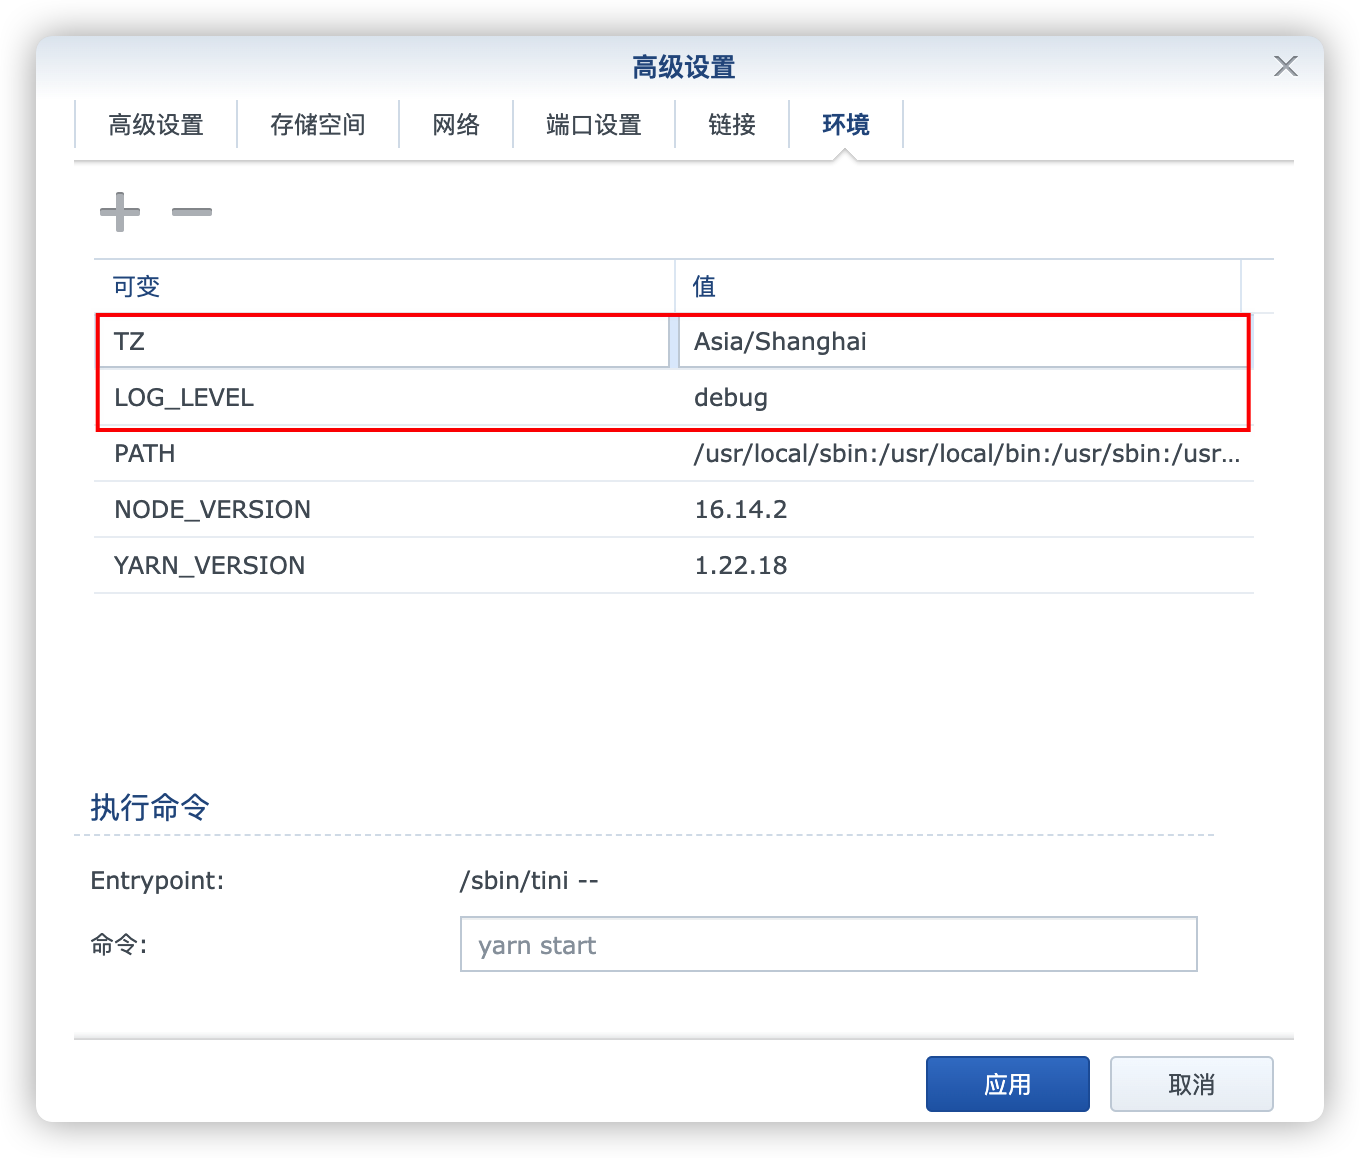 高级设置
高级设置 存储空间 网络 端口设置 链接 环境
可变 值
TZ Asia/Shanghai
LOG_LEVEL debug
PATH /usr/local/sbin:/usr/local/bin:/usr/sbin:/usr...
NODE_VERSION 16.14.2
YARN_VERSION 1.22.18
执行命令
Entrypoint: /sbin/tini --
命令: yarn start
应用 取消